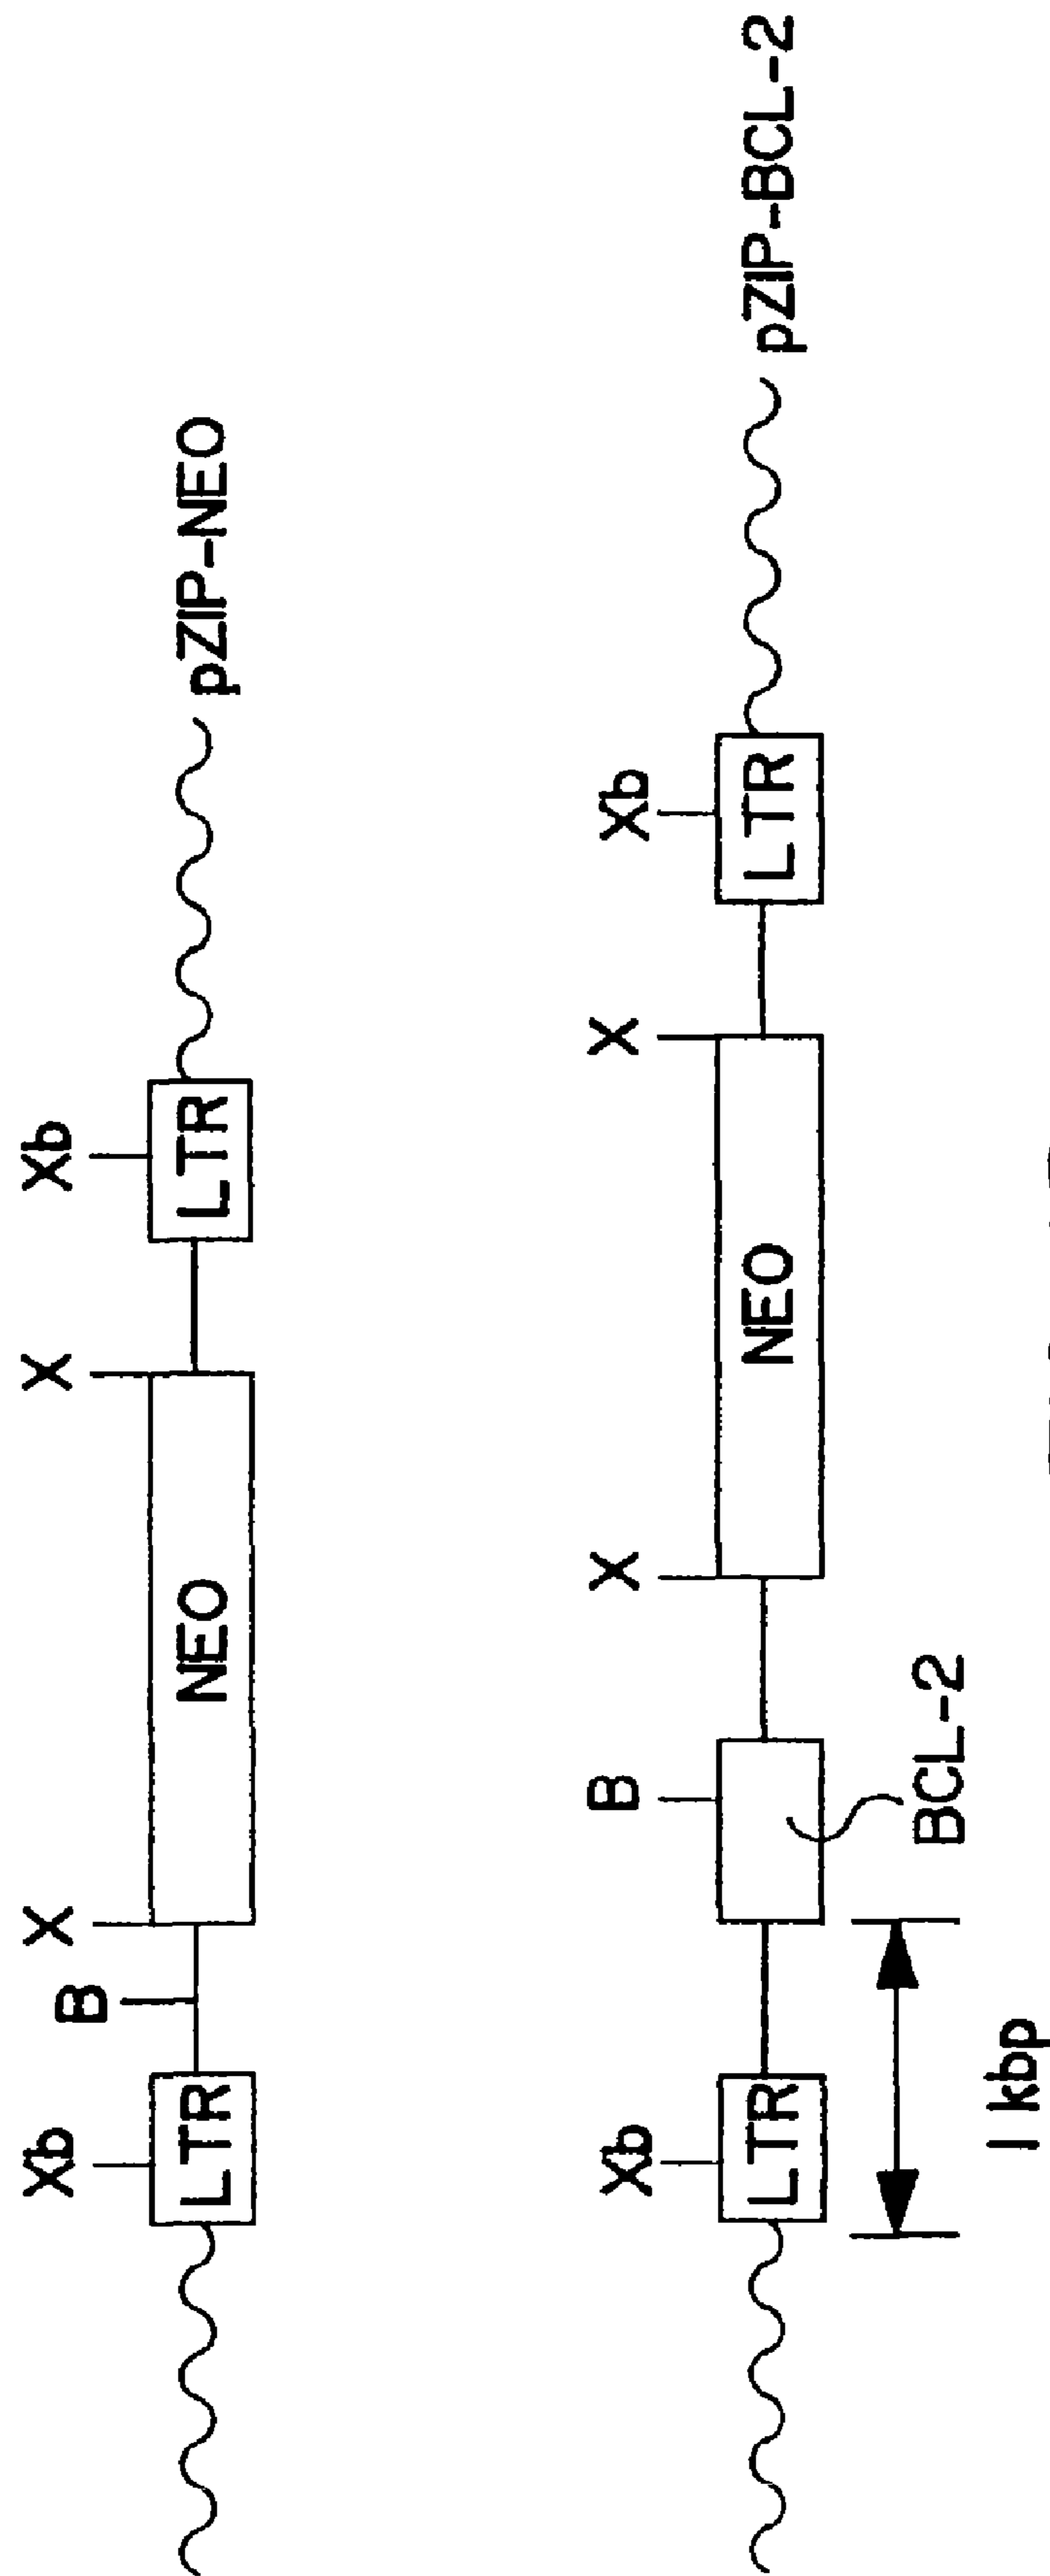 Xb B X X Xb
LTR NEO LTR pZIP-NEO
Xb B X X Xb
LTR NEO LTR pZIP-BCL-2
BCL-2
1 kbp